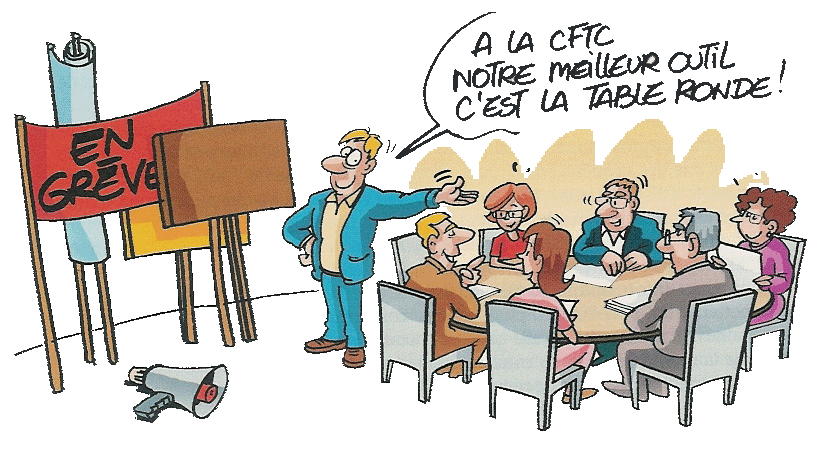 A LA CFTC
NOTRE MEILLEUR OUTIL
C'EST LA TABLE RONDE !
EN
GRÈVE